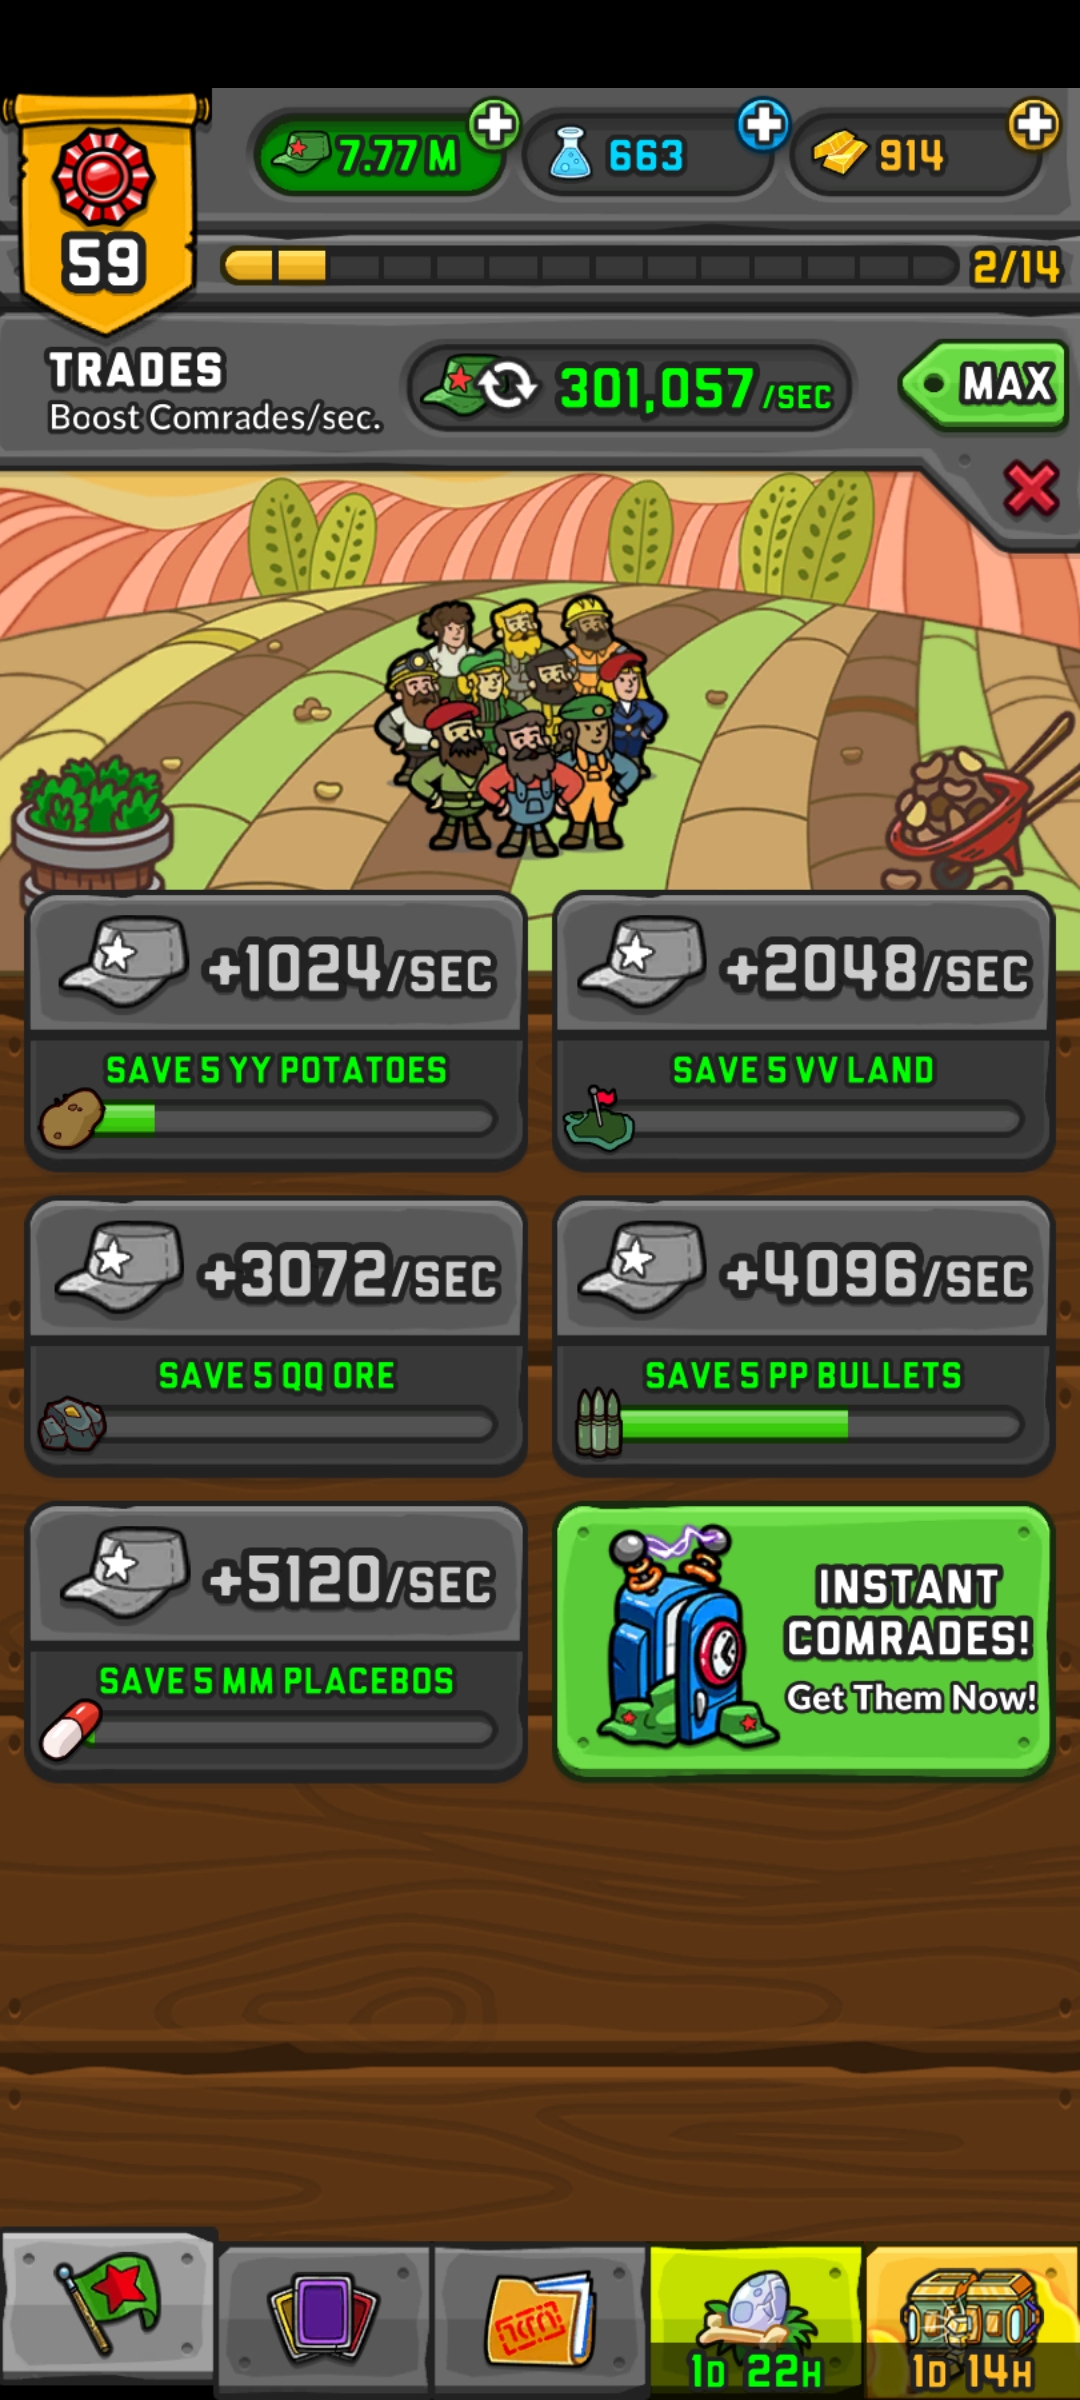 7.77 M
663
914
59
2/14
TRADES
Boost Comrades/sec.
301,057/SEC
MAX
+1024/SEC
SAVE 5 YY POTATOES
+2048/SEC
SAVE 5 VV LAND
+3072/SEC
SAVE 5 QQ ORE
+4096/SEC
SAVE 5 PP BULLETS
+5120/SEC
SAVE 5 MM PLACEBOS
INSTANT
COMRADES!
Get Them Now!
1D 22H
1D 14H